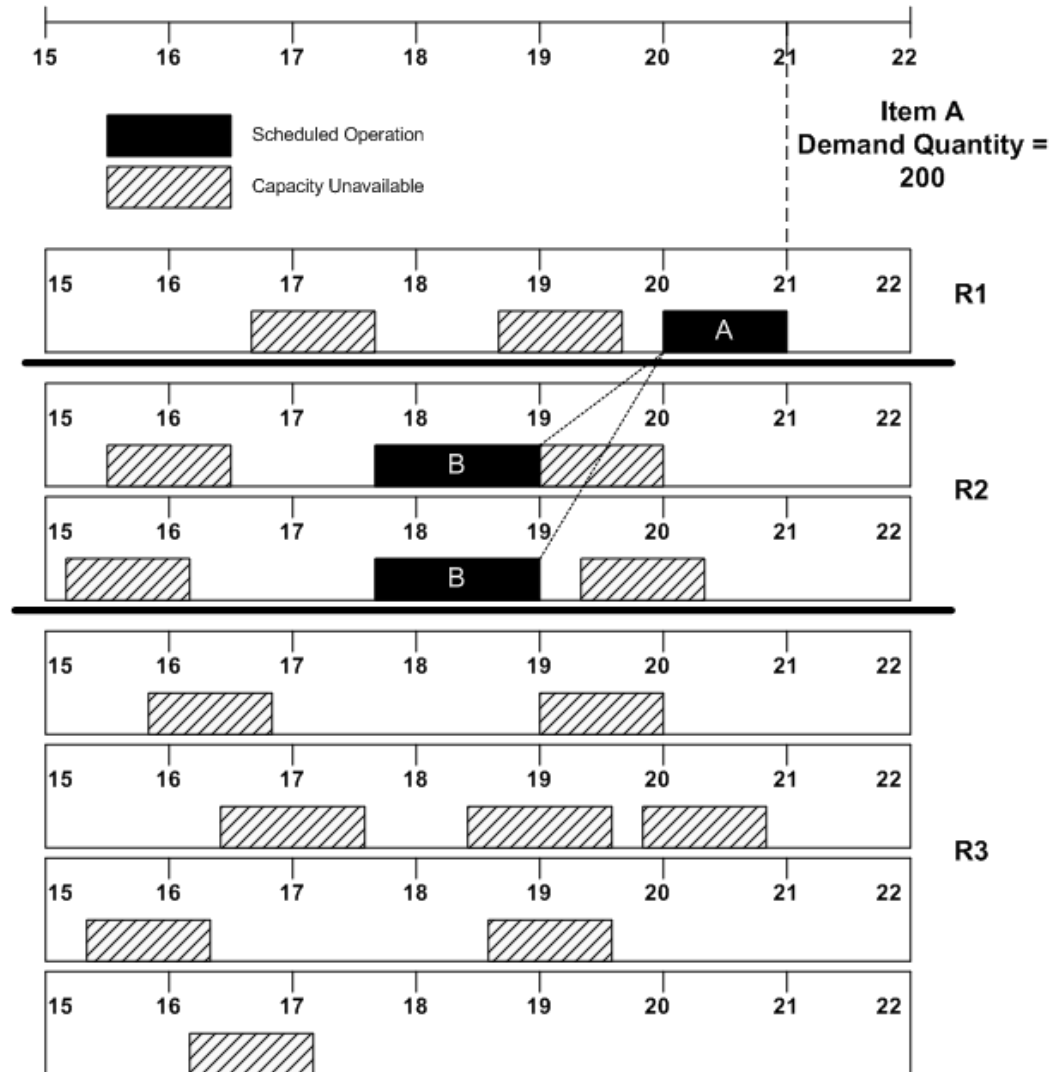 15 16 17 18 19 20 21 22
Item A
Demand Quantity =
200
Scheduled Operation
Capacity Unavailable
15 16 17 18 19 20 21 22
R1
A
15 16 17 18 19 20 21 22
B
R2
15 16 17 18 19 20 21 22
B
15 16 17 18 19 20 21 22
15 16 17 18 19 20 21 22
R3
15 16 17 18 19 20 21 22
15 16 17 18 19 20 21 22